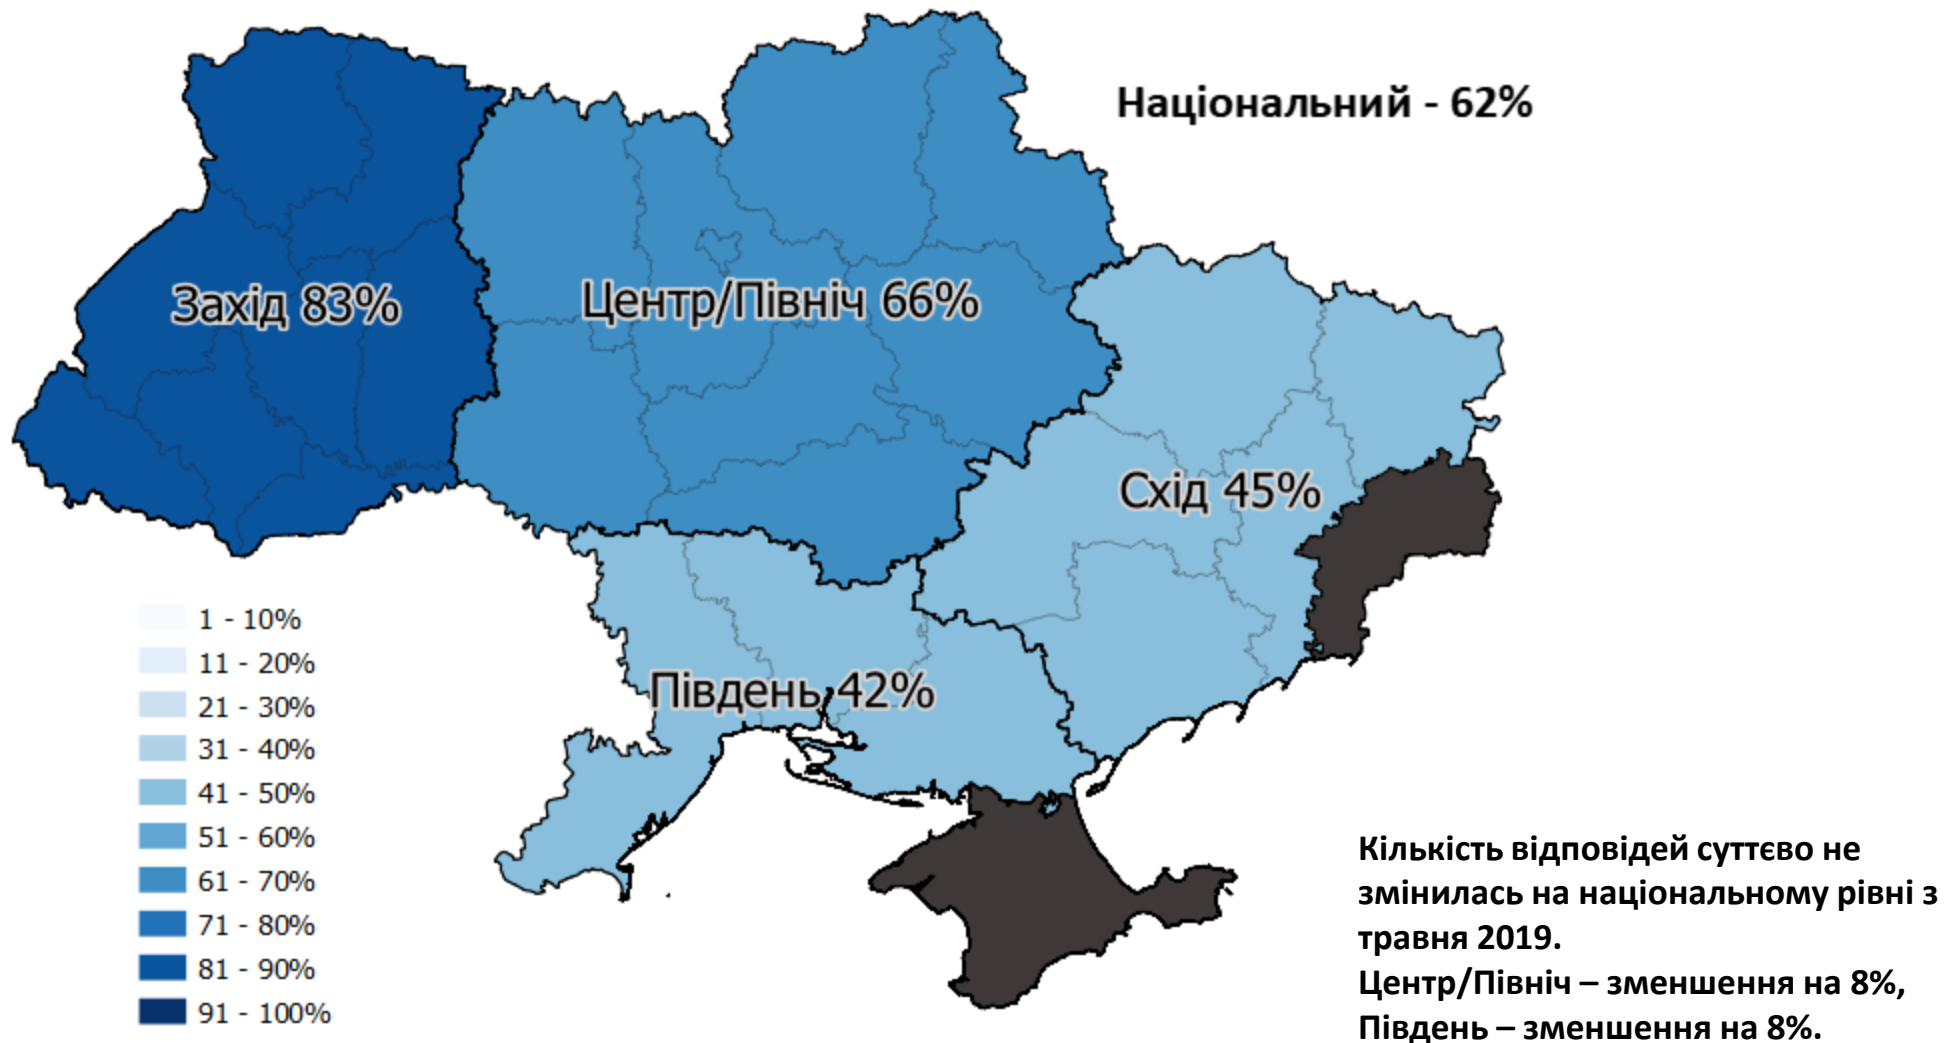 Національний - 62%
Захід 83%
Центр/Північ 66%
Схід 45%
Південь 42%
1 - 10%
11 - 20%
21 - 30%
31 - 40%
41 - 50%
51 - 60%
61 - 70%
71 - 80%
81 - 90%
91 - 100%
Кількість відповідей суттєво не
змінилась на національному рівні з
травня 2019.
Центр/Північ – зменшення на 8%,
Південь – зменшення на 8%.